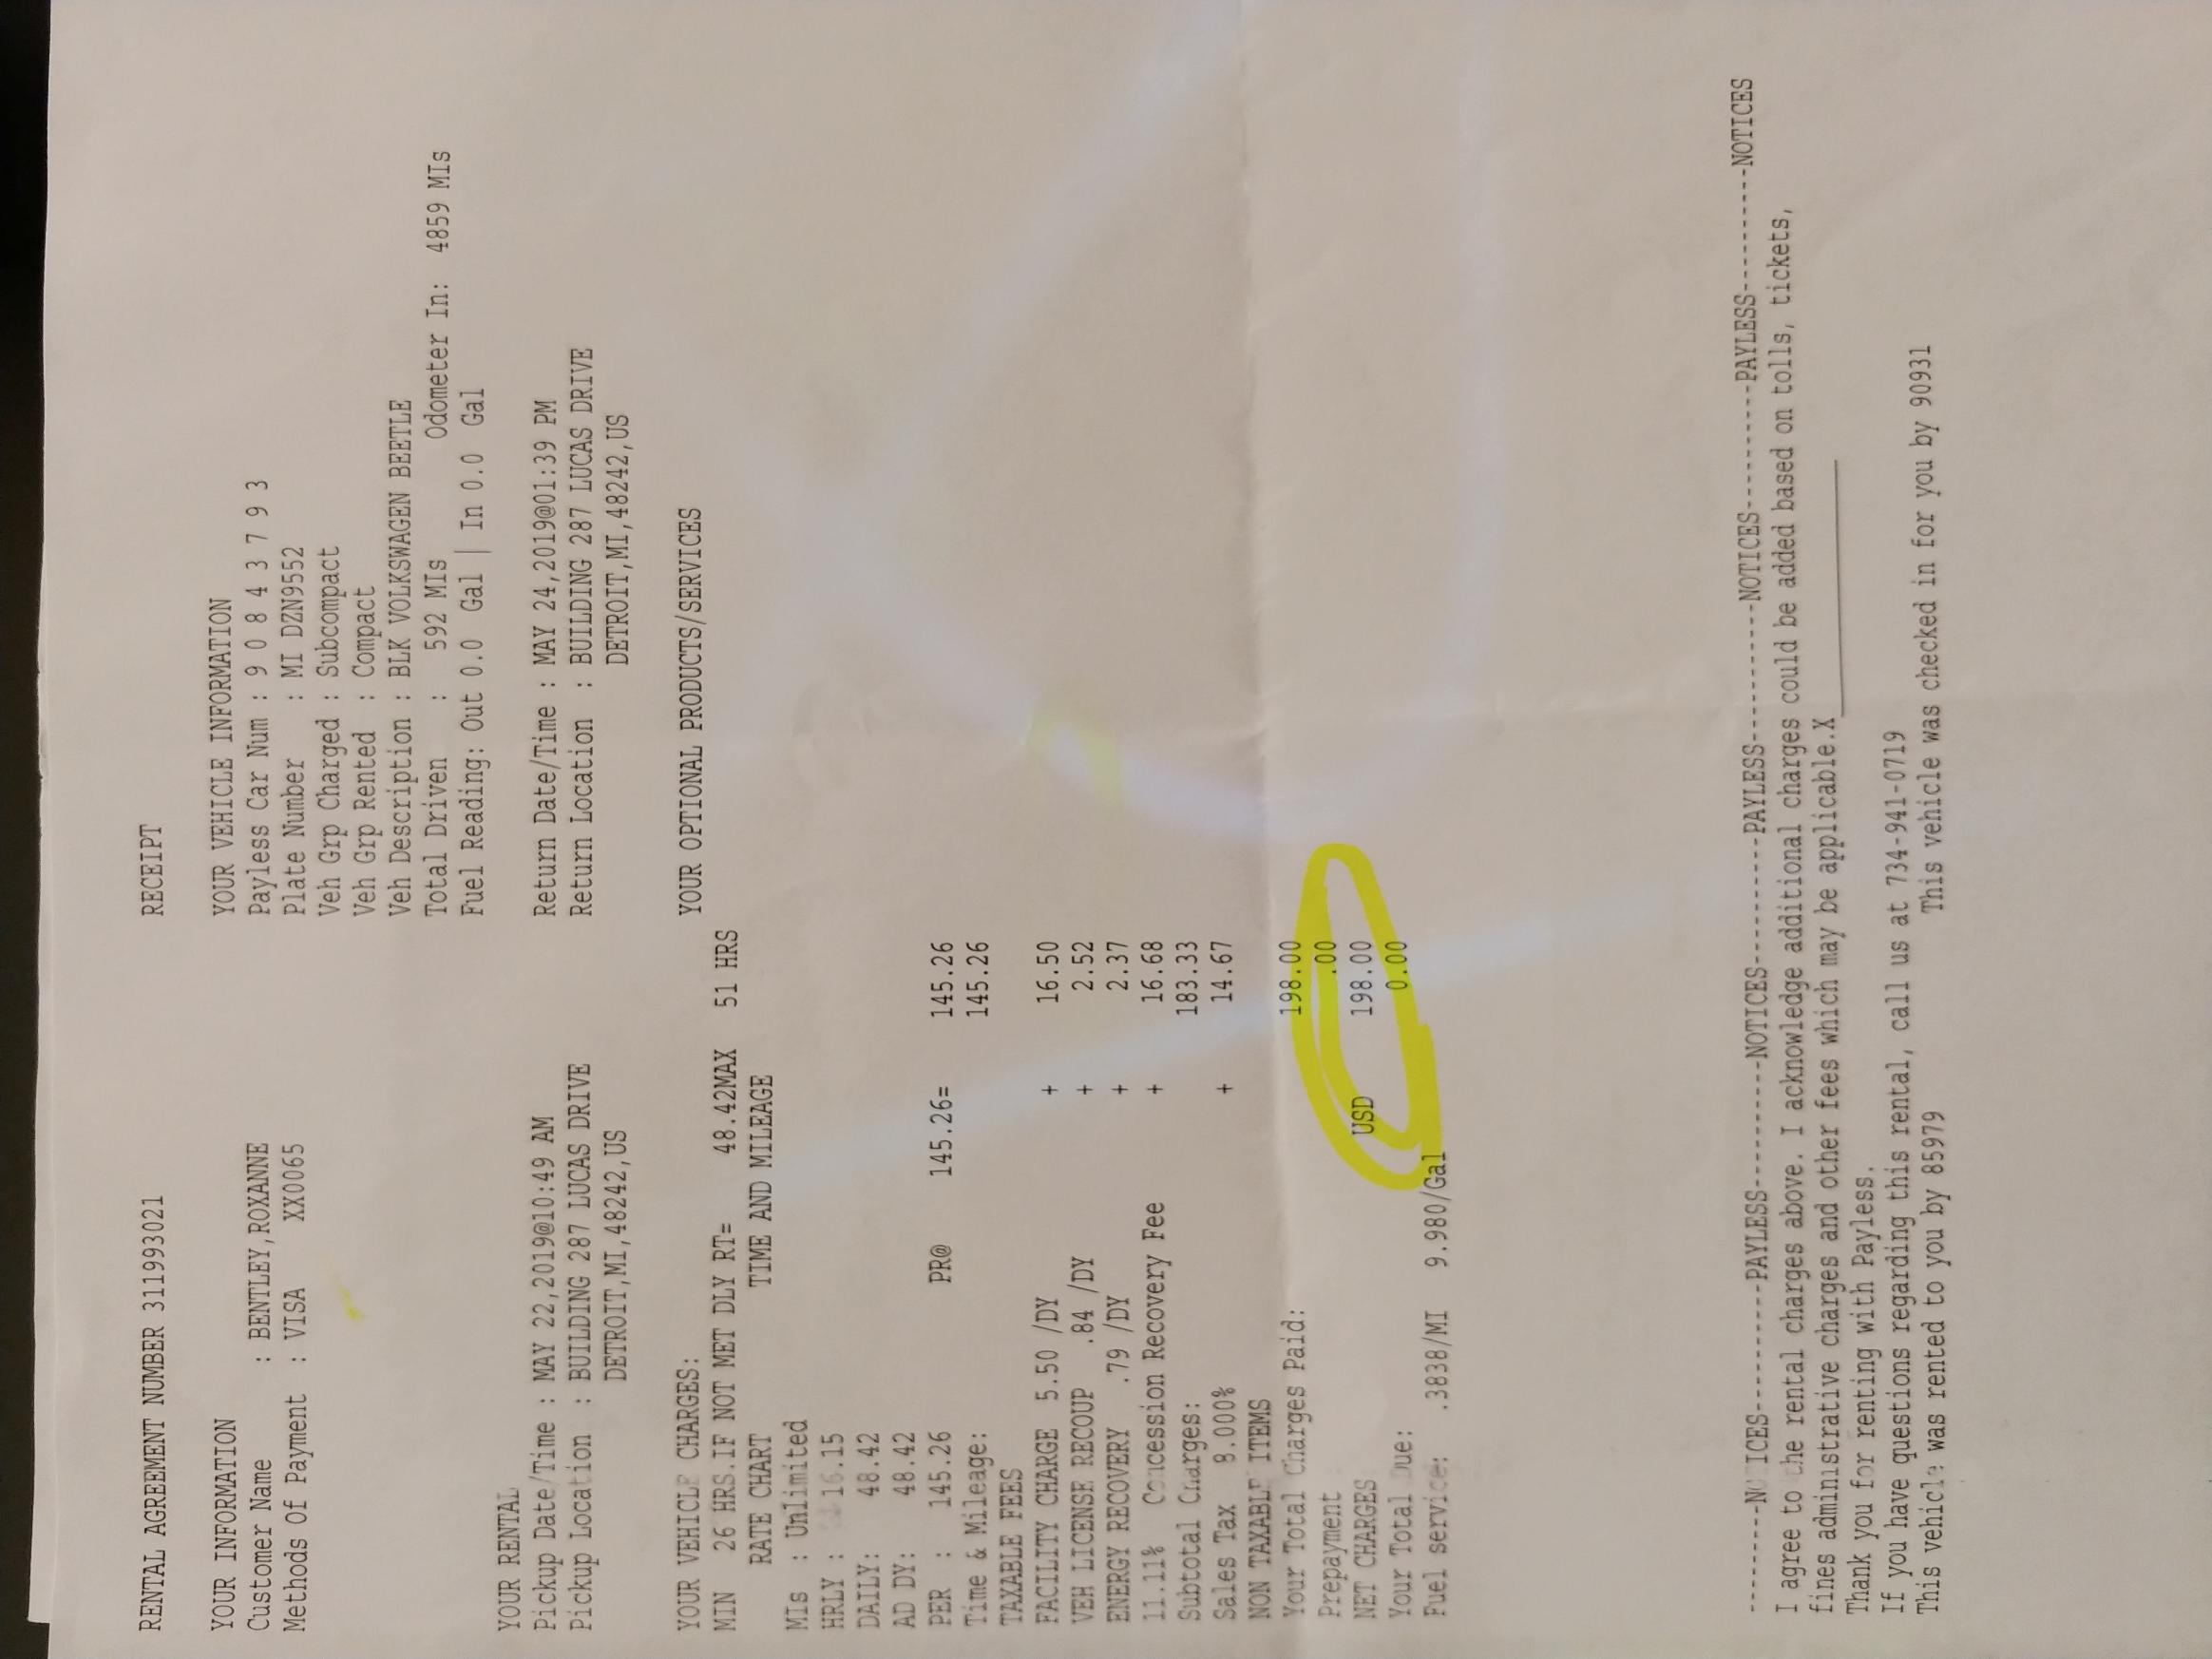 RENTAL AGREEMENT NUMBER 311993021 RECEIPT
YOUR INFORMATION YOUR VEHICLE INFORMATION
Customer Name : BENTLEY,ROXANNE Payless Car Num : 9 0 8 4 3 7 9 3
Methods Of Payment : VISA XX0065 Plate Number : MI DZN9552
Veh Grp Charged : Subcompact
Veh Grp Rented : Compact
Veh Description : BLK VOLKSWAGEN BEETLE
Total Driven : 592 MIs Odometer In: 4859 MIs
Fuel Reading: Out 0.0 Gal | In 0.0 Gal
YOUR RENTAL
Pickup Date/Time : MAY 22,2019@10:49 AM Return Date/Time : MAY 24,2019@01:39 PM
Pickup Location : BUILDING 287 LUCAS DRIVE Return Location : BUILDING 287 LUCAS DRIVE
DETROIT,MI,48242,US DETROIT,MI,48242,US
YOUR VEHICLE CHARGES: YOUR OPTIONAL PRODUCTS/SERVICES
MIN 26 HRS.IF NOT MET DLY RT= 48.42MAX 51 HRS
RATE CHART TIME AND MILEAGE
MIs : Unlimited
HRLY : 16.15
DAILY: 48.42
AD DY: 48.42
PER : 145.26 PR@ 145.26= 145.26
Time & Mileage: 145.26
TAXABLE FEES
FACILITY CHARGE 5.50 /DY + 16.50
VEH LICENSE RECOUP .84 /DY + 2.52
ENERGY RECOVERY .79 /DY + 2.37
11.11% Concession Recovery Fee + 16.68
Subtotal Charges: 183.33
Sales Tax 8.000% + 14.67
NON TAXABLE ITEMS
Your Total Charges Paid: 198.00
Prepayment .00
NET CHARGES USD 198.00
Your Total Due: 0.00
Fuel service: .3838/MI 9.980/Gal
--------NOTICES----------PAYLESS----------NOTICES----------PAYLESS----------NOTICES----------PAYLESS----------NOTICES
I agree to the rental charges above. I acknowledge additional charges could be added based on tolls, tickets,
fines administrative charges and other fees which may be applicable.X____________________
Thank you for renting with Payless.
If you have questions regarding this rental, call us at 734-941-0719
This vehicle was rented to you by 85979 This vehicle was checked in for you by 90931